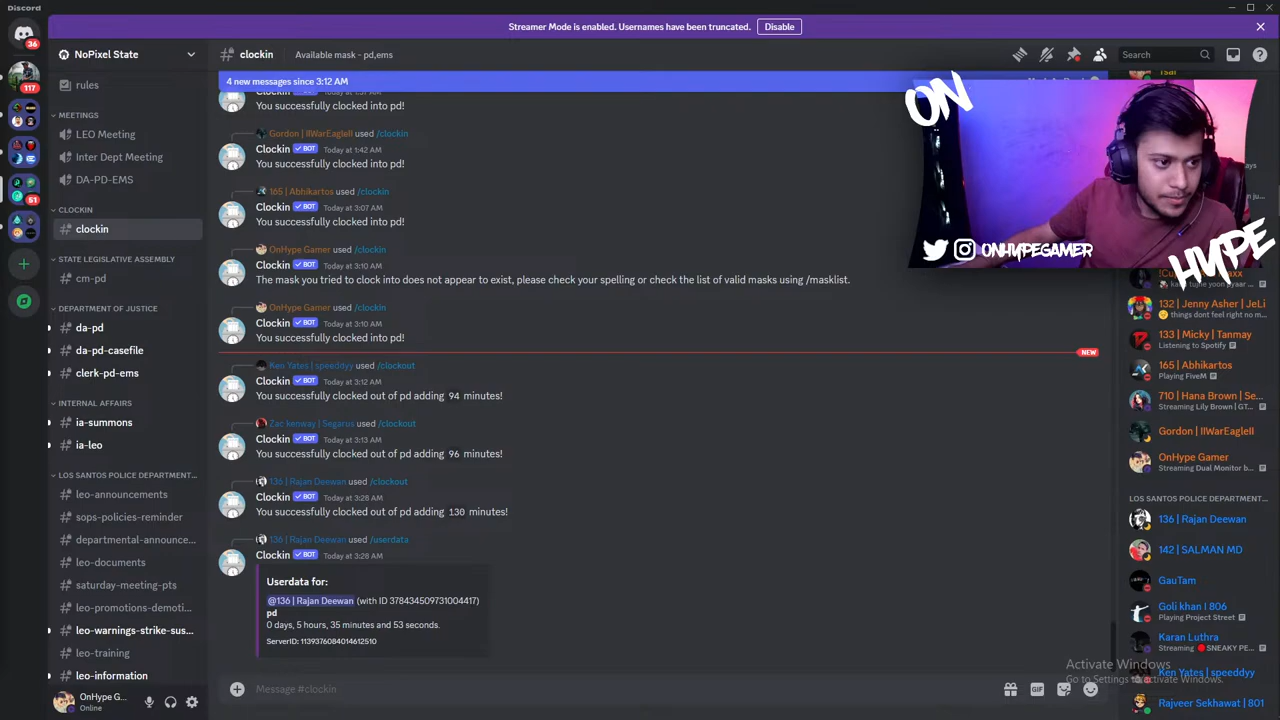 Discord
Streamer Mode is enabled. Usernames have been truncated.
Disable
36
117
51
NoPixel State
rules
MEETINGS
LEO Meeting
Inter Dept Meeting
DA-PD-EMS
CLOCKIN
clockin
STATE LEGISLATIVE ASSEMBLY
cm-pd
DEPARTMENT OF JUSTICE
da-pd
da-pd-casefile
clerk-pd-ems
INTERNAL AFFAIRS
ia-summons
ia-leo
LOS SANTOS POLICE DEPARTMENT...
leo-announcements
sops-policies-reminder
departmental-announce...
leo-documents
saturday-meeting-pts
leo-promotions-demoti...
leo-warnings-strike-sus...
leo-training
leo-information
OnHype G...
Online
clockin
Available mask - pd,ems
Search
4 new messages since 3:12 AM
You successfully clocked into pd!
Gordon | IIWarEagleII used /clockin
Clockin BOT Today at 1:42 AM
You successfully clocked into pd!
165 | Abhikartos used /clockin
Clockin BOT Today at 3:07 AM
You successfully clocked into pd!
OnHype Gamer used /clockin
Clockin BOT Today at 3:10 AM
The mask you tried to clock into does not appear to exist, please check your spelling or check the list of valid masks using /masklist.
OnHype Gamer used /clockin
Clockin BOT Today at 3:10 AM
You successfully clocked into pd!
NEW
Ken Yates | speeddyy used /clockout
Clockin BOT Today at 3:12 AM
You successfully clocked out of pd adding 94 minutes!
Zac kenway | Segarus used /clockout
Clockin BOT Today at 3:13 AM
You successfully clocked out of pd adding 96 minutes!
136 | Rajan Deewan used /clockout
Clockin BOT Today at 3:28 AM
You successfully clocked out of pd adding 130 minutes!
136 | Rajan Deewan used /userdata
Clockin BOT Today at 3:28 AM
Userdata for:
@136 | Rajan Deewan (with ID 378434509731004417)
pd
0 days, 5 hours, 35 minutes and 53 seconds.
ServerID: 1139376084014612510
Message #clockin
GIF
ON
ONHYPEGAMER
HYPE
132 | Jenny Asher | JeLi
things dont feel right no m...
133 | Micky | Tanmay
Listening to Spotify
165 | Abhikartos
Playing FiveM
710 | Hana Brown | Se...
Streaming Lily Brown | GT...
Gordon | IIWarEagleII
OnHype Gamer
Streaming Dual Monitor b...
LOS SANTOS POLICE DEPARTMENT...
136 | Rajan Deewan
142 | SALMAN MD
GauTam
Goli khan I 806
Playing Project Street
Karan Luthra
Streaming SNEAKY PE...
Ken Yates | speeddyy
Rajveer Sekhawat | 801
Activate Windows
Go to Settings to activate Windows.